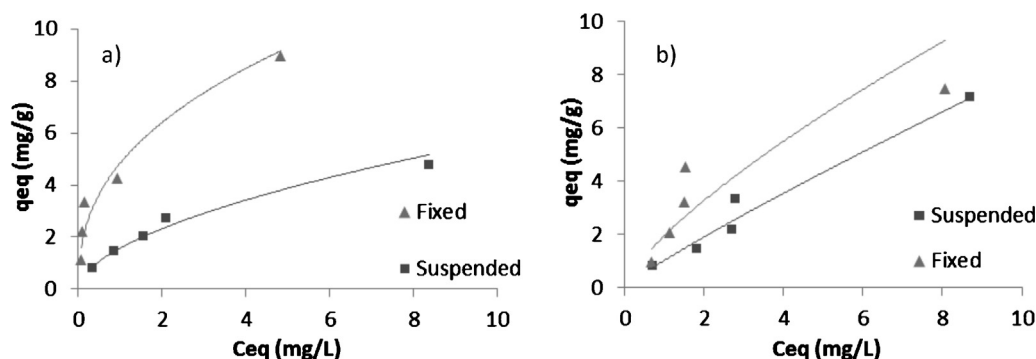 a)
qeq (mg/g)
10
8
6
4
2
0
0 2 4 6 8 10
Ceq (mg/L)
Fixed
Suspended
b)
qeq (mg/g)
10
8
6
4
2
0
0 2 4 6 8 10
Ceq (mg/L)
Suspended
Fixed